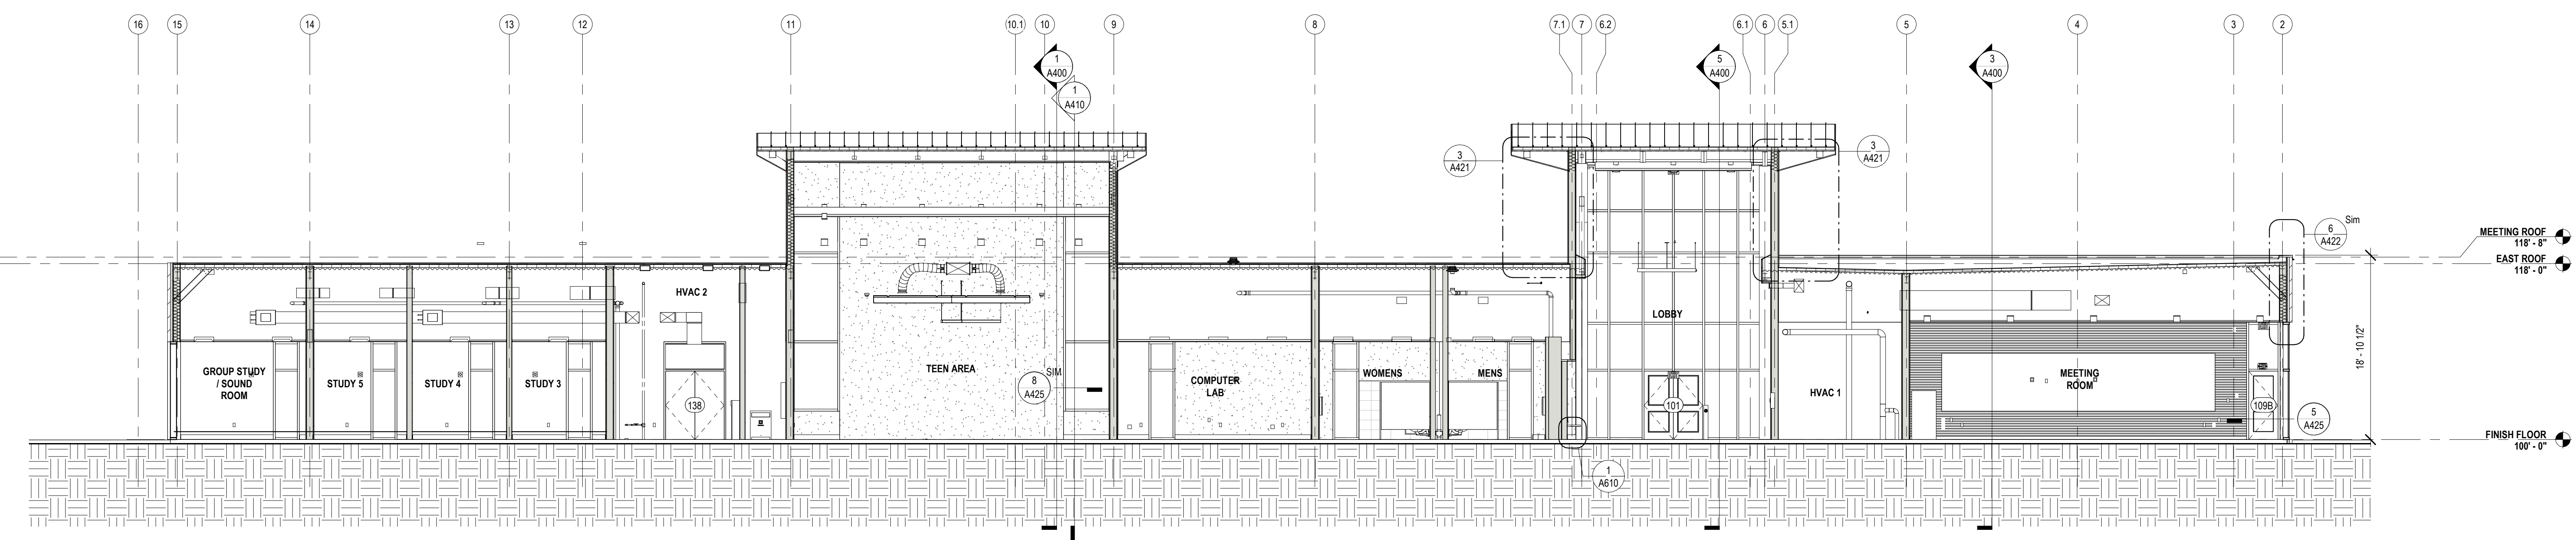 16
15
14
13
12
11
10.1
10
9
8
7.1
7
6.2
6.1
6
5.1
5
4
3
2
1
A400
1
A410
5
A400
3
A400
3
A421
3
A421
6
A422
Sim
MEETING ROOF
118' - 8"
EAST ROOF
118' - 0"
HVAC 2
LOBBY
18' - 10 1/2"
GROUP STUDY
/ SOUND
ROOM
STUDY 5
STUDY 4
STUDY 3
138
TEEN AREA
SIM
8
A425
COMPUTER
LAB
WOMENS
MENS
101
HVAC 1
MEETING
ROOM
109B
5
A425
FINISH FLOOR
100' - 0"
1
A610